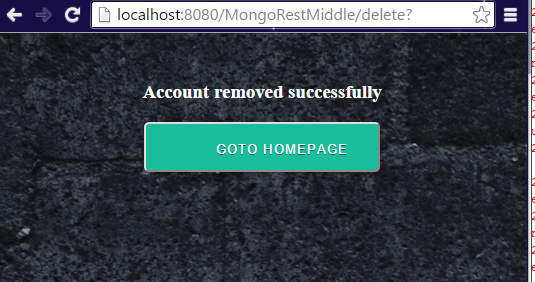 localhost:8080/MongoRestMiddle/delete?
Account removed successfully
GOTO HOMEPAGE